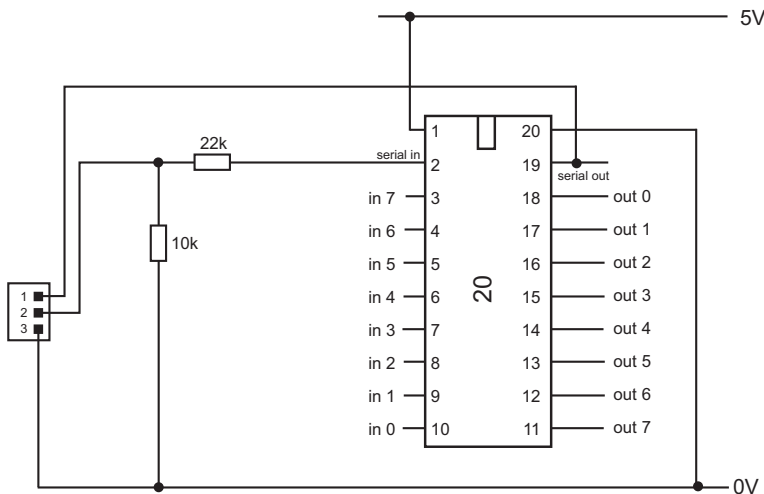 5V
22k
serial in
1
20
2
19
serial out
in 7
3
18
out 0
in 6
4
17
out 1
10k
in 5
5
16
out 2
20
1
in 4
6
15
out 3
2
3
in 3
7
14
out 4
in 2
8
13
out 5
in 1
9
12
out 6
in 0
10
11
out 7
0V